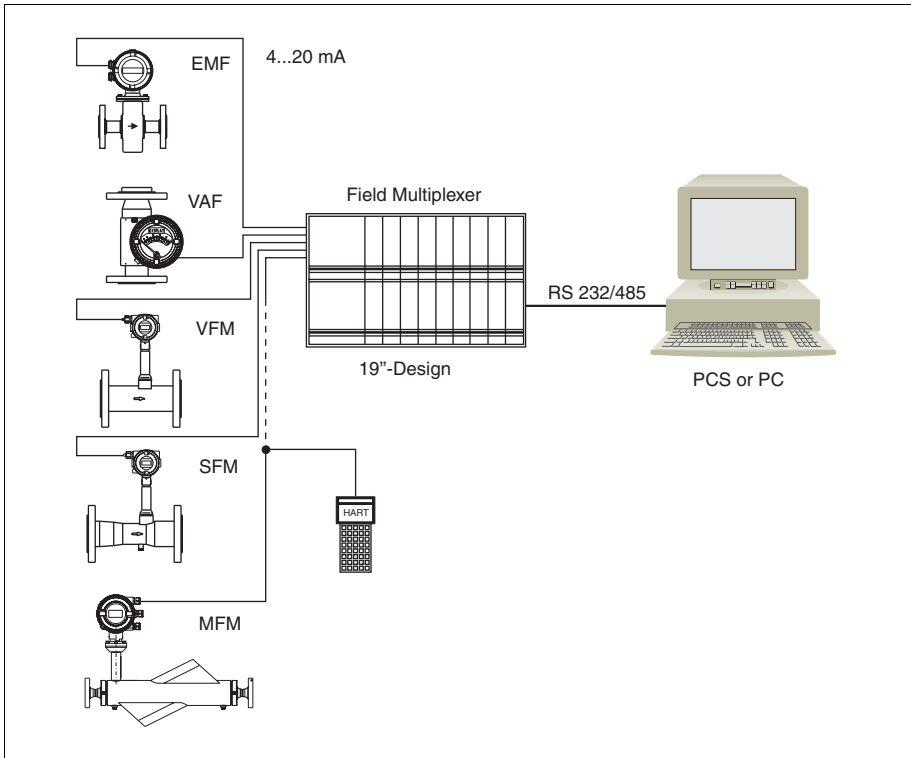 EMF
4...20 mA
VAF
Field Multiplexer
VFM
RS 232/485
19”-Design
PCS or PC
SFM
HART
MFM